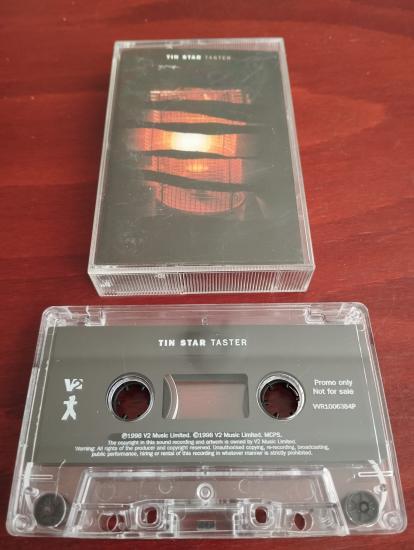 TIN STAR TASTER
TIN STAR TASTER
V2
Promo only
Not for sale
VVR1006384P
℗1998 V2 Music Limited. ©1998 V2 Music Limited. MCPS.
The copyright in this sound recording and artwork is owned by V2 Music Limited.
Warning: All rights of the producer and copyright reserved. Unauthorised copying, re-recording, broadcasting,
public performance, hiring or rental of this recording in whatever manner is strictly prohibited.